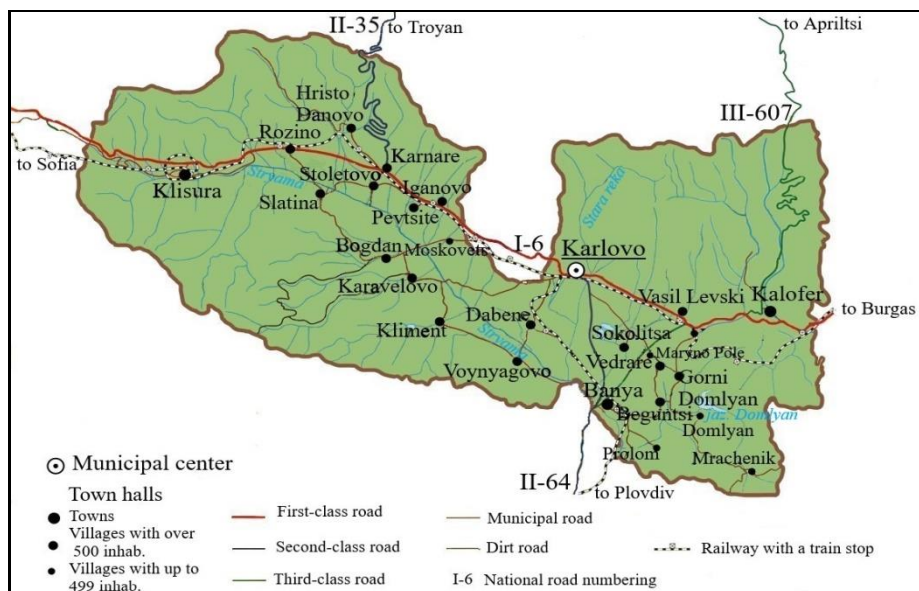 II-35
to Troyan
to Apriltsi
Hristo
Danovo
III-607
Rozino
to Sofia
Karnare
Klisura
Stoletovo
Stryama
Iganovo
Slatina
Pevtsite
Stara reka
Bogdan
Moskovets
I-6
Karlovo
Karavelovo
Vasil Levski
Kalofer
to Burgas
Dabene
Kliment
Sokolitsa
Stryama
Maryno Pole
Vedrare
Voynyagovo
Gorni
Banya
Domlyan
Beguntsi
Jaz. Domlyan
Domlyan
Prolom
Mrachenik
II-64
to Plovdiv
Municipal center
Town halls
Towns
Villages with over
500 inhab.
Villages with up to
499 inhab.
First-class road
Second-class road
Third-class road
Municipal road
Dirt road
I-6 National road numbering
Railway with a train stop